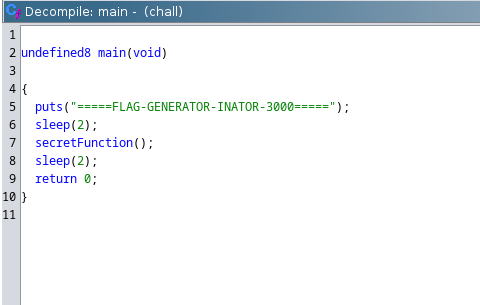 Decompile: main - (chall)
1
2 undefined8 main(void)
3
4 {
5 puts("=====FLAG-GENERATOR-INATOR-3000=====");
6 sleep(2);
7 secretFunction();
8 sleep(2);
9 return 0;
10 }
11